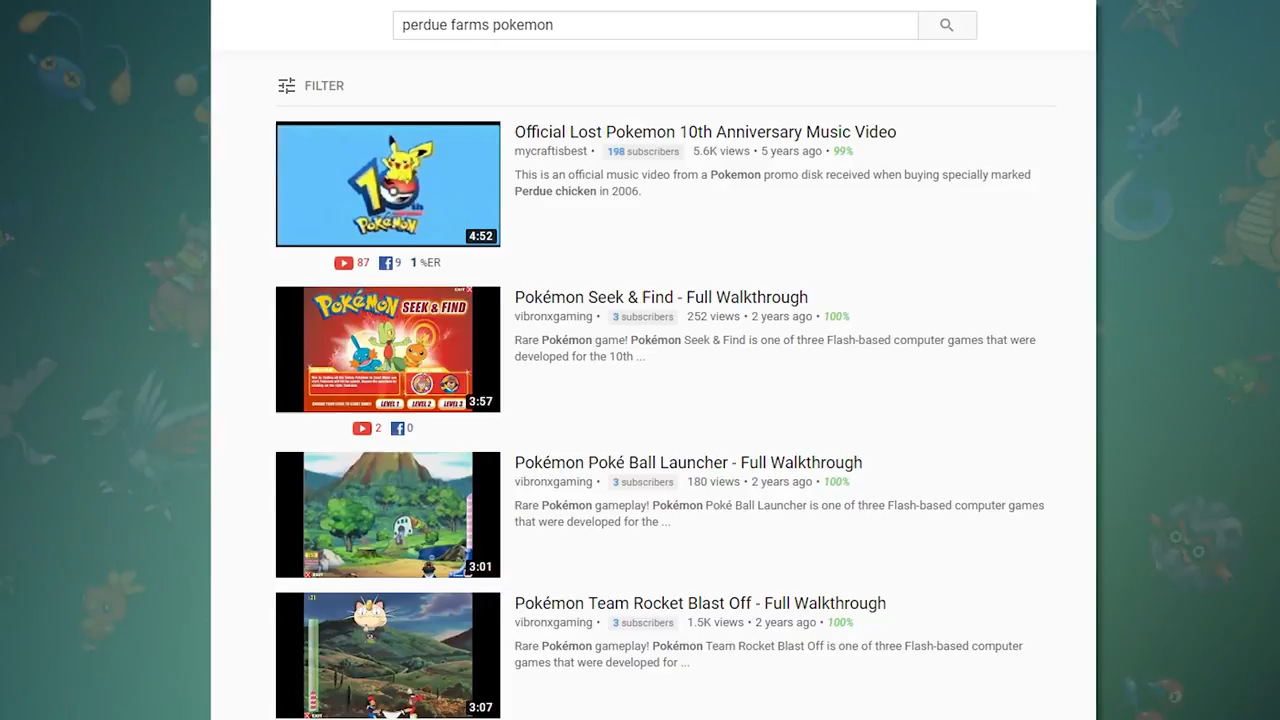 perdue farms pokemon
FILTER
Official Lost Pokemon 10th Anniversary Music Video
mycraftisbest • 198 subscribers 5.6K views • 5 years ago • 99%
This is an official music video from a Pokemon promo disk received when buying specially marked
Perdue chicken in 2006.
10th
Pokémon
4:52
87 9 1 %ER
Pokémon Seek & Find - Full Walkthrough
vibronxgaming • 3 subscribers 252 views • 2 years ago • 100%
Rare Pokémon game! Pokémon Seek & Find is one of three Flash-based computer games that were
developed for the 10th ...
EXIT X
POKéMON SEEK & FIND
LEVEL 1 LEVEL 2 LEVEL 3
3:57
2 0
Pokémon Poké Ball Launcher - Full Walkthrough
vibronxgaming • 3 subscribers 180 views • 2 years ago • 100%
Rare Pokémon gameplay! Pokémon Poké Ball Launcher is one of three Flash-based computer games
that were developed for the ...
X EXIT
3:01
Pokémon Team Rocket Blast Off - Full Walkthrough
vibronxgaming • 3 subscribers 1.5K views • 2 years ago • 100%
Rare Pokémon gameplay! Pokémon Team Rocket Blast Off is one of three Flash-based computer
games that were developed for ...
X EXIT
3:07